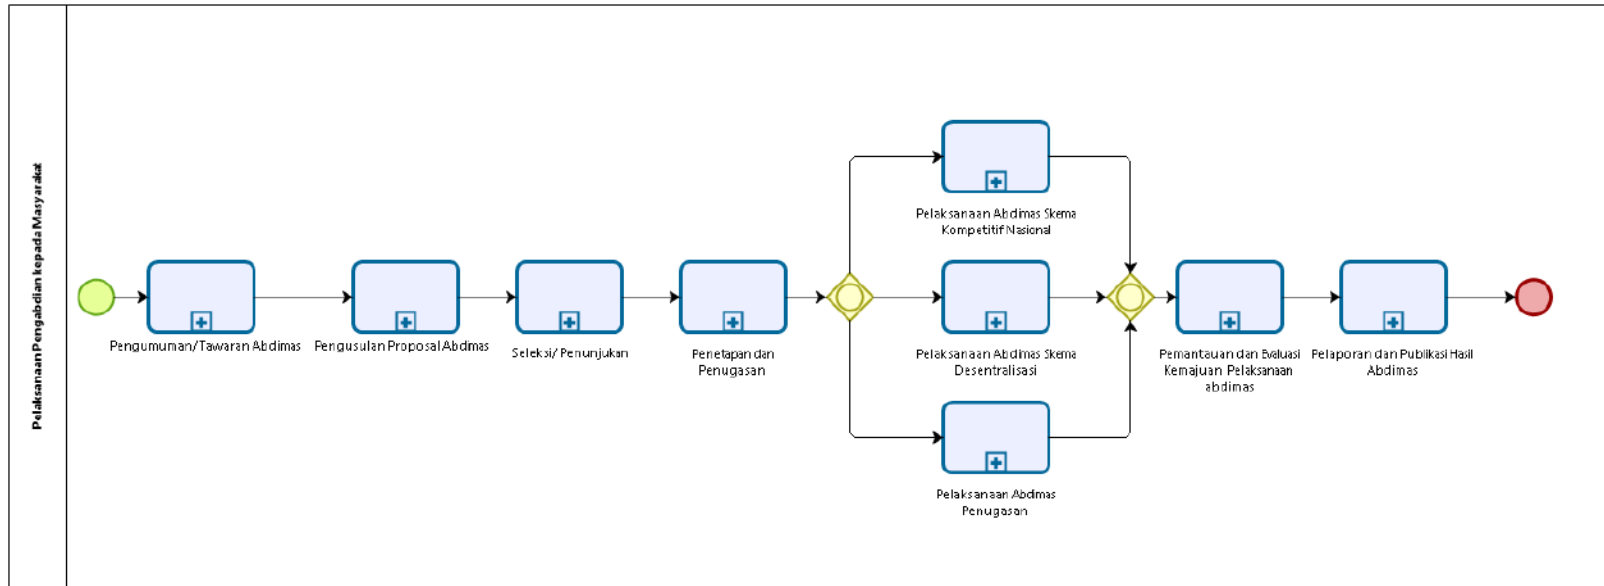 Pelaksanaan Pengabdian kepada Masyarakat
Pengumuman/Tawaran Abdimas
Pengusulan Proposal Abdimas
Seleksi/ Penunjukan
Penetapan dan
Penugasan
Pelaksanaan Abdimas Skema
Kompetitif Nasional
Pelaksanaan Abdimas Skema
Desentralisasi
Pelaksanaan Abdimas
Penugasan
Pemantauan dan Evaluasi
Kemajuan Pelaksanaan
abdimas
Pelaporan dan Publikasi Hasil
Abdimas